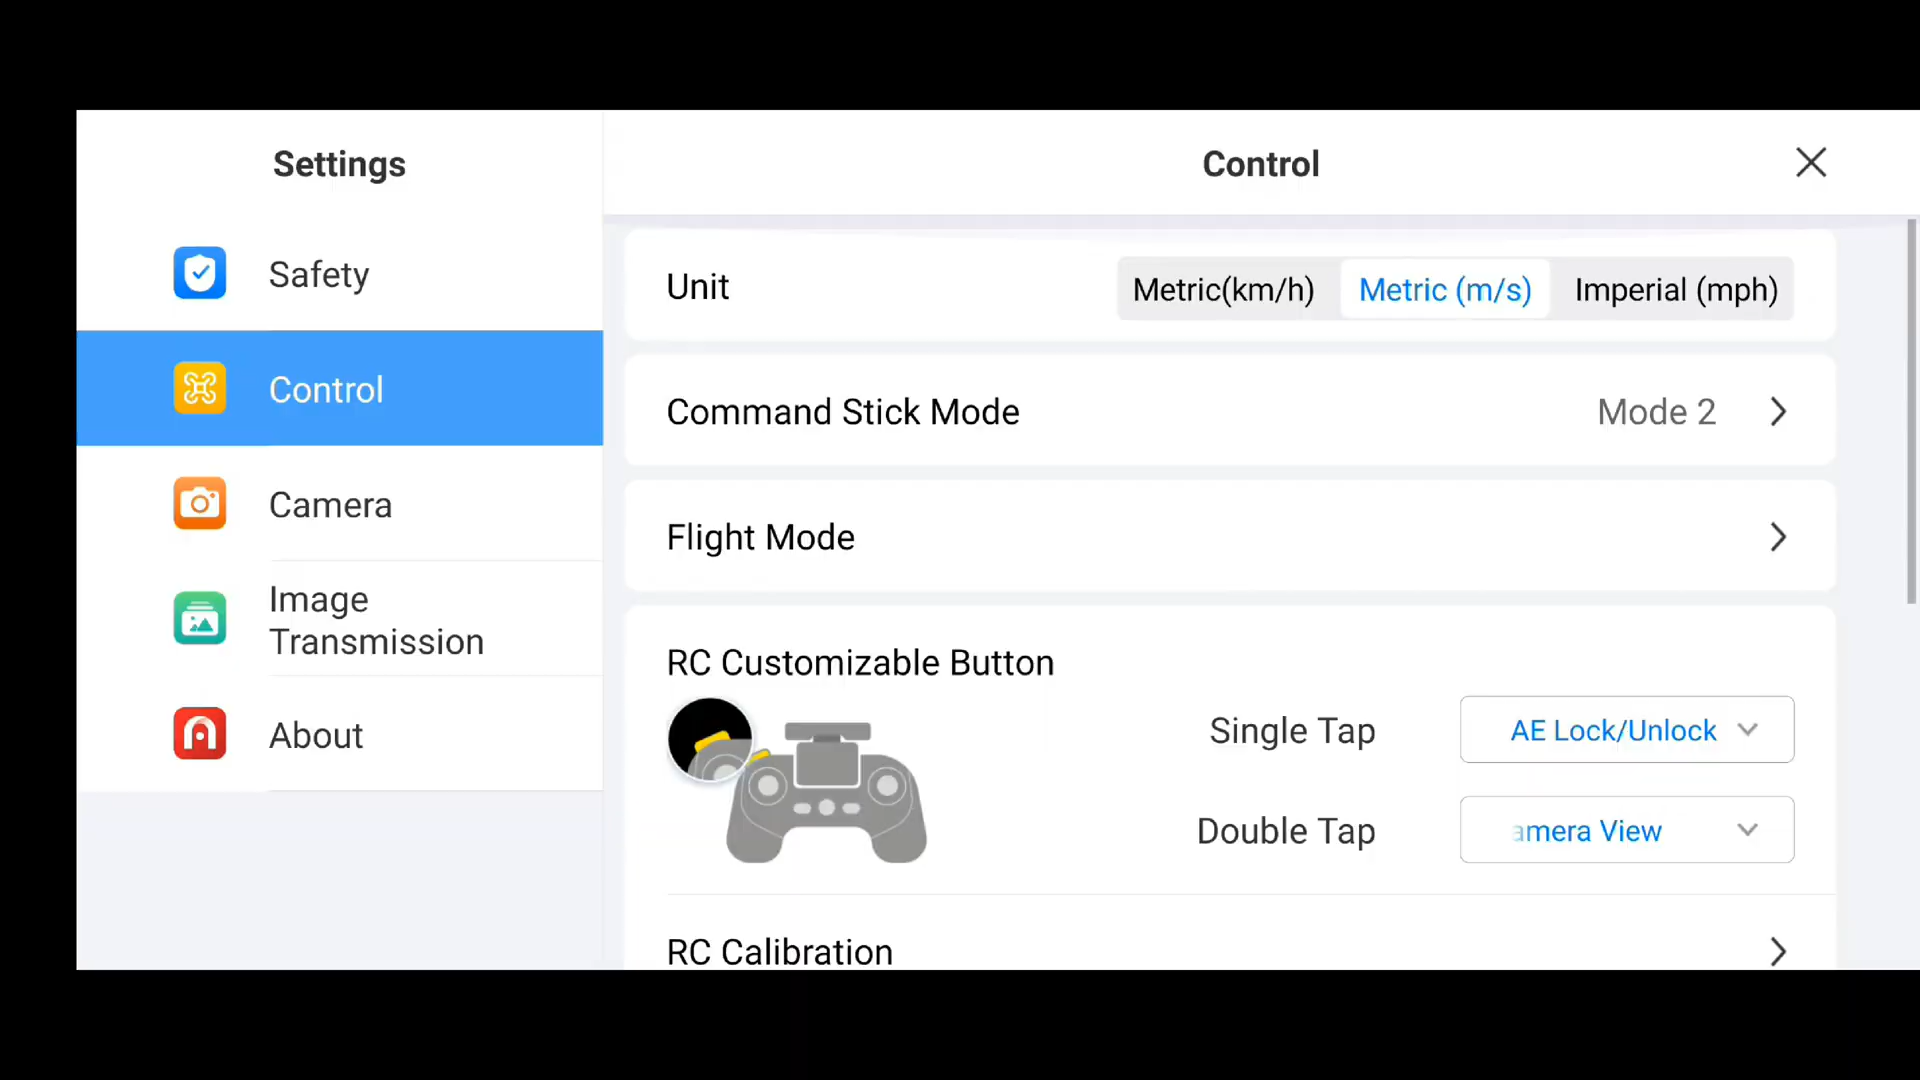 Settings
Safety
Control
Camera
Image
Transmission
About
Control
Unit
Metric(km/h) Metric (m/s) Imperial (mph)
Command Stick Mode Mode 2
Flight Mode
RC Customizable Button
Single Tap AE Lock/Unlock
Double Tap amera View
RC Calibration